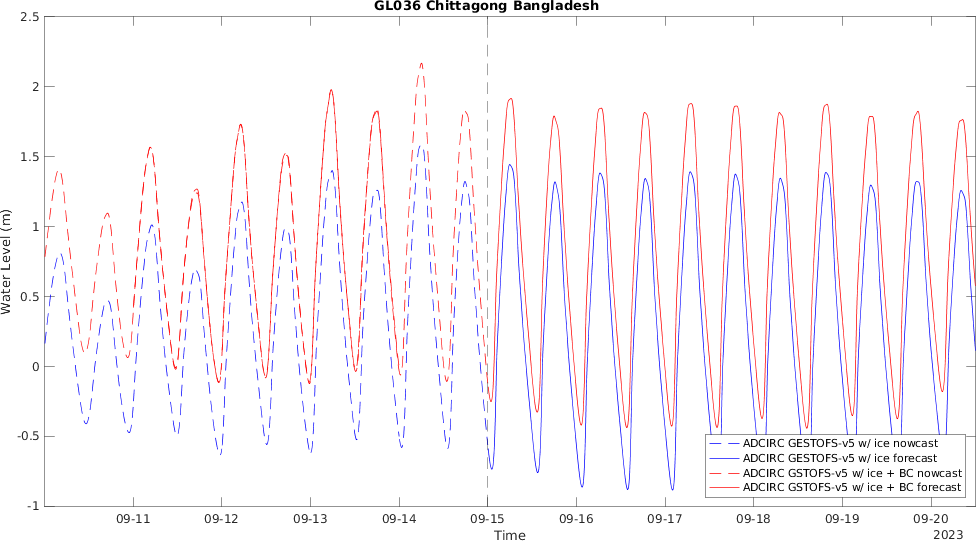 GL036 Chittagong Bangladesh
2.5
2
1.5
1
0.5
0
-0.5
-1
Water Level (m)
ADCIRC GESTOFS-v5 w/ ice nowcast
ADCIRC GESTOFS-v5 w/ ice forecast
ADCIRC GSTOFS-v5 w/ ice + BC nowcast
ADCIRC GSTOFS-v5 w/ ice + BC forecast
09-11 09-12 09-13 09-14 09-15 09-16 09-17 09-18 09-19 09-20
Time 2023